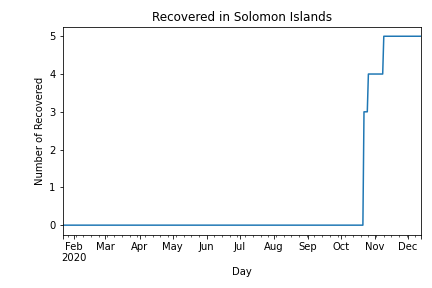 Recovered in Solomon Islands
Number of Recovered
5
4
3
2
1
0
Feb Mar Apr May Jun Jul Aug Sep Oct Nov Dec
2020
Day